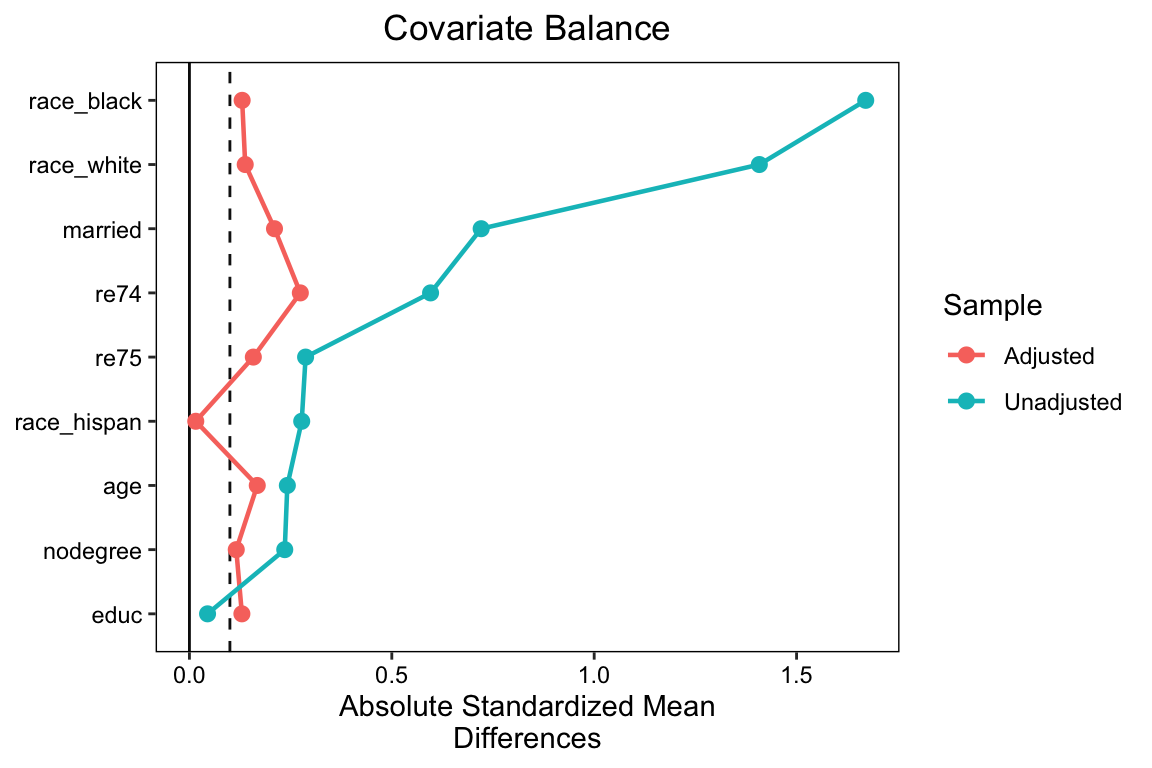 Covariate Balance
race_black
race_white
married
re74
re75
race_hispan
age
nodegree
educ
0.0 0.5 1.0 1.5
Absolute Standardized Mean
Differences
Sample
Adjusted
Unadjusted